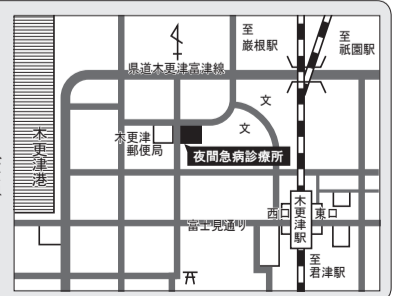 至
巌根駅
至
祇園駅
県道木更津富津線
文
文
木更津
郵便局
夜間急病診療所
木更津港
西口
木更津駅
東口
富士見通り
至
君津駅